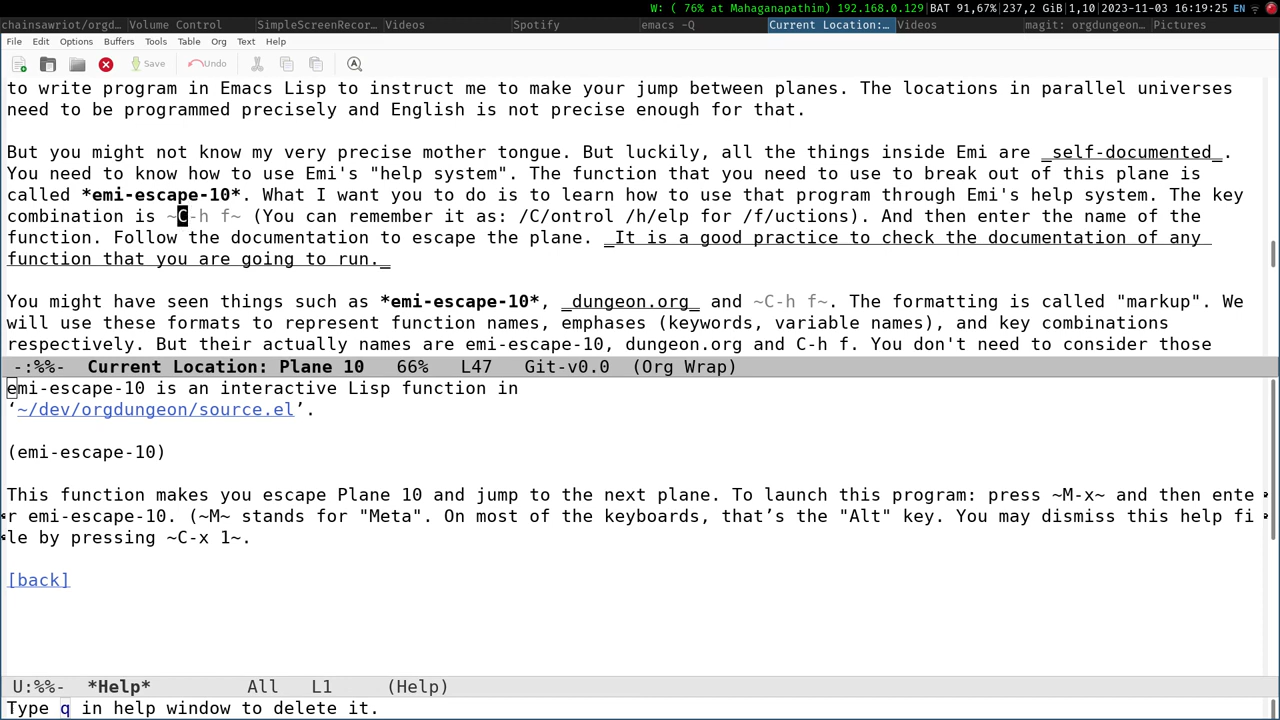 W: ( 76% at Mahaganapathim) 192.168.0.129|BAT 91,67%|237,2 GiB|1,10|2023-11-03 16:19:25 EN
chainsawriot/orgd... Volume Control SimpleScreenRecor... Videos Spotify emacs -Q Current Location:... Videos magit: orgdungeon... Pictures
File Edit Options Buffers Tools Table Org Text Help
Save Undo
to write program in Emacs Lisp to instruct me to make your jump between planes. The locations in parallel universes
need to be programmed precisely and English is not precise enough for that.
But you might not know my very precise mother tongue. But luckily, all the things inside Emi are _self-documented_.
You need to know how to use Emi's "help system". The function that you need to use to break out of this plane is
called *emi-escape-10*. What I want you to do is to learn how to use that program through Emi's help system. The key
combination is ~C-h f~ (You can remember it as: /C/ontrol /h/elp for /f/uctions). And then enter the name of the
function. Follow the documentation to escape the plane. _It is a good practice to check the documentation of any
function that you are going to run._
You might have seen things such as *emi-escape-10*, _dungeon.org_ and ~C-h f~. The formatting is called "markup". We
will use these formats to represent function names, emphases (keywords, variable names), and key combinations
respectively. But their actually names are emi-escape-10, dungeon.org and C-h f. You don't need to consider those
-:%%- Current Location: Plane 10 66% L47 Git-v0.0 (Org Wrap)
emi-escape-10 is an interactive Lisp function in
‘~/dev/orgdungeon/source.el’.
(emi-escape-10)
This function makes you escape Plane 10 and jump to the next plane. To launch this program: press ~M-x~ and then ente
r emi-escape-10. (~M~ stands for "Meta". On most of the keyboards, that’s the "Alt" key. You may dismiss this help fi
le by pressing ~C-x 1~.
[back]
U:%%- *Help* All L1 (Help)
Type q in help window to delete it.